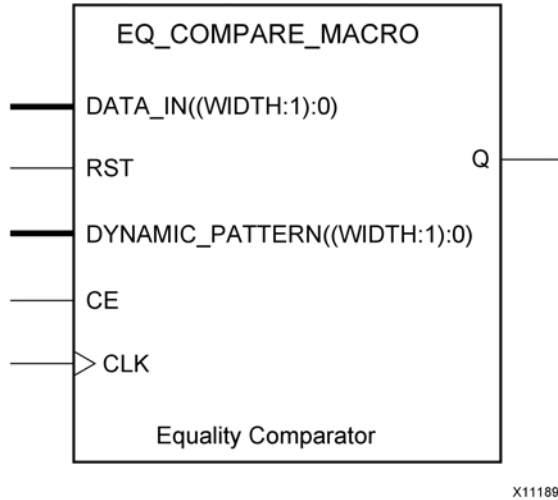 EQ_COMPARE_MACRO
DATA_IN((WIDTH:1):0)
RST
Q
DYNAMIC_PATTERN((WIDTH:1):0)
CE
CLK
Equality Comparator
X11189